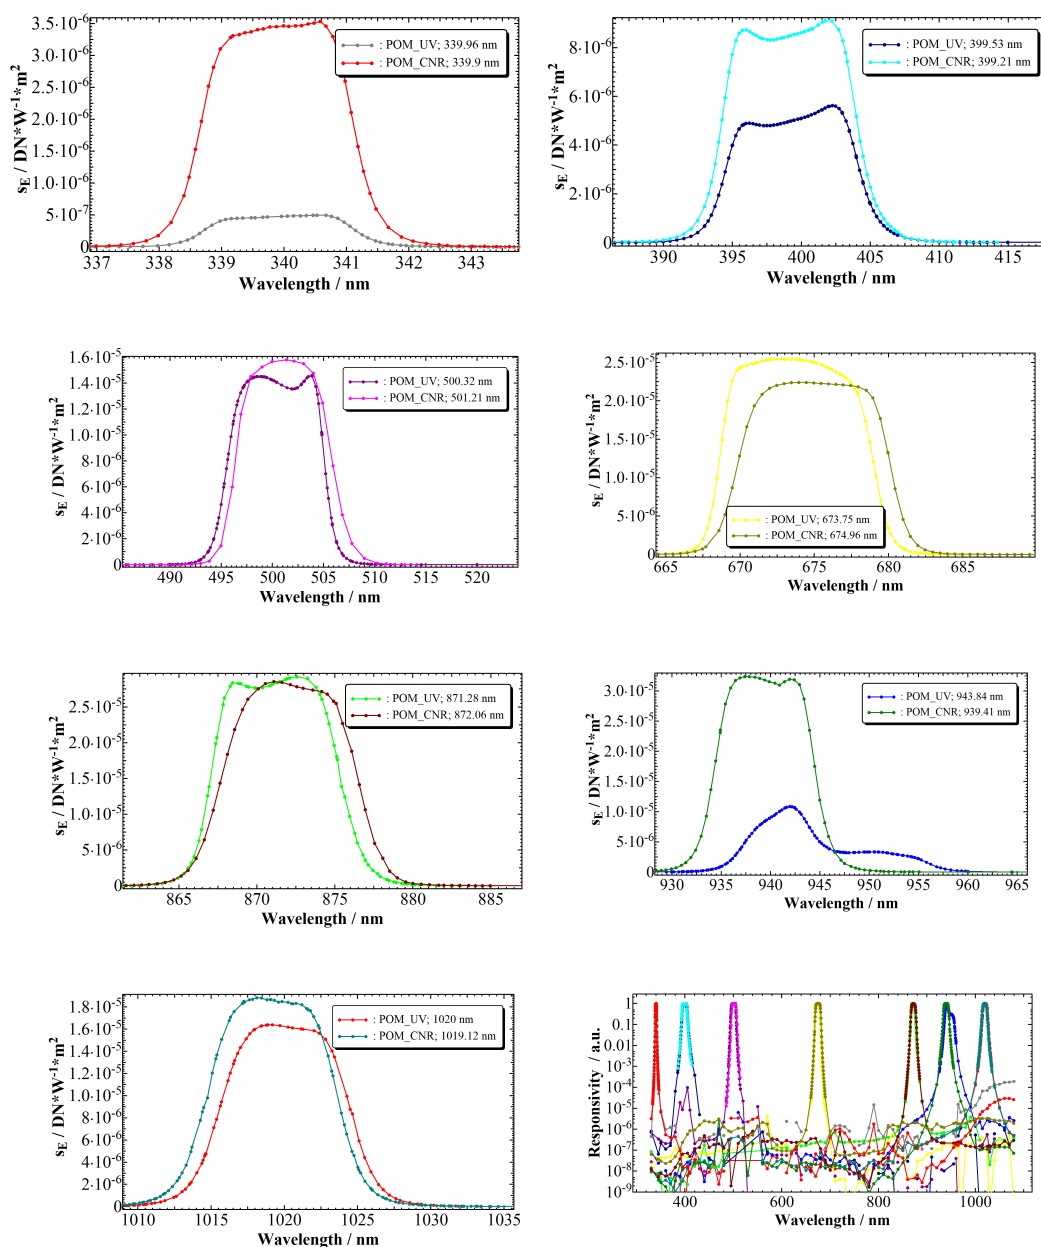 3.5·10⁻⁶
3.0·10⁻⁶
2.5·10⁻⁶
2.0·10⁻⁶
1.5·10⁻⁶
1.0·10⁻⁶
5·10⁻⁷
0
s_E / DN*W⁻¹*m²
: POM_UV; 339.96 nm
: POM_CNR; 339.9 nm
337 338 339 340 341 342 343
Wavelength / nm
8·10⁻⁶
6·10⁻⁶
4·10⁻⁶
2·10⁻⁶
0
s_E / DN*W⁻¹*m²
: POM_UV; 399.53 nm
: POM_CNR; 399.21 nm
390 395 400 405 410 415
Wavelength / nm
1.6·10⁻⁵
1.4·10⁻⁵
1.2·10⁻⁵
1.0·10⁻⁵
8·10⁻⁶
6·10⁻⁶
4·10⁻⁶
2·10⁻⁶
0
s_E / DN*W⁻¹*m²
: POM_UV; 500.32 nm
: POM_CNR; 501.21 nm
490 495 500 505 510 515 520
Wavelength / nm
2.5·10⁻⁵
2.0·10⁻⁵
1.5·10⁻⁵
1.0·10⁻⁵
5·10⁻⁶
0
s_E / DN*W⁻¹*m²
: POM_UV; 673.75 nm
: POM_CNR; 674.96 nm
665 670 675 680 685
Wavelength / nm
2.5·10⁻⁵
2.0·10⁻⁵
1.5·10⁻⁵
1.0·10⁻⁵
5·10⁻⁶
0
s_E / DN*W⁻¹*m²
: POM_UV; 871.28 nm
: POM_CNR; 872.06 nm
865 870 875 880 885
Wavelength / nm
3.0·10⁻⁵
2.5·10⁻⁵
2.0·10⁻⁵
1.5·10⁻⁵
1.0·10⁻⁵
5·10⁻⁶
0
s_E / DN*W⁻¹*m²
: POM_UV; 943.84 nm
: POM_CNR; 939.41 nm
930 935 940 945 950 955 960 965
Wavelength / nm
1.8·10⁻⁵
1.6·10⁻⁵
1.4·10⁻⁵
1.2·10⁻⁵
1.0·10⁻⁵
8·10⁻⁶
6·10⁻⁶
4·10⁻⁶
2·10⁻⁶
0
s_E / DN*W⁻¹*m²
: POM_UV; 1020 nm
: POM_CNR; 1019.12 nm
1010 1015 1020 1025 1030 1035
Wavelength / nm
1
0.1
0.01
10⁻³
10⁻⁴
10⁻⁵
10⁻⁶
10⁻⁷
10⁻⁸
10⁻⁹
Responsivity / a.u.
400 600 800 1000
Wavelength / nm